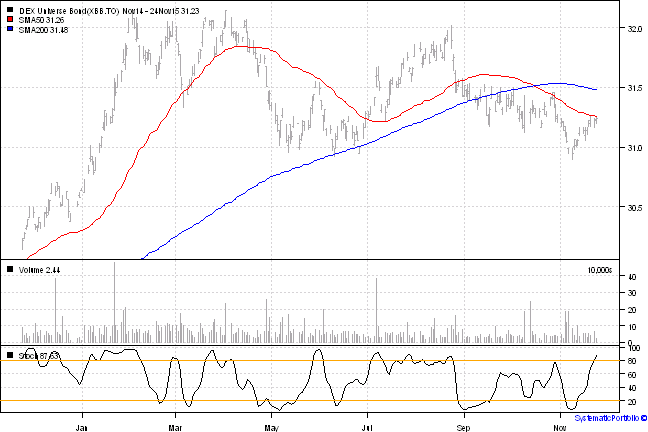 DEX Universe Bond(XBB.TO) Nov14 - 24Nov15 31.23
SMA50 31.26
SMA200 31.48
32.0
31.5
31.0
30.5
Volume 2.44
10,000s
40
30
20
10
0
Stoch 87.63
100
80
60
40
20
Jan Mar May Jul Sep Nov
SystematicPortfolio ©